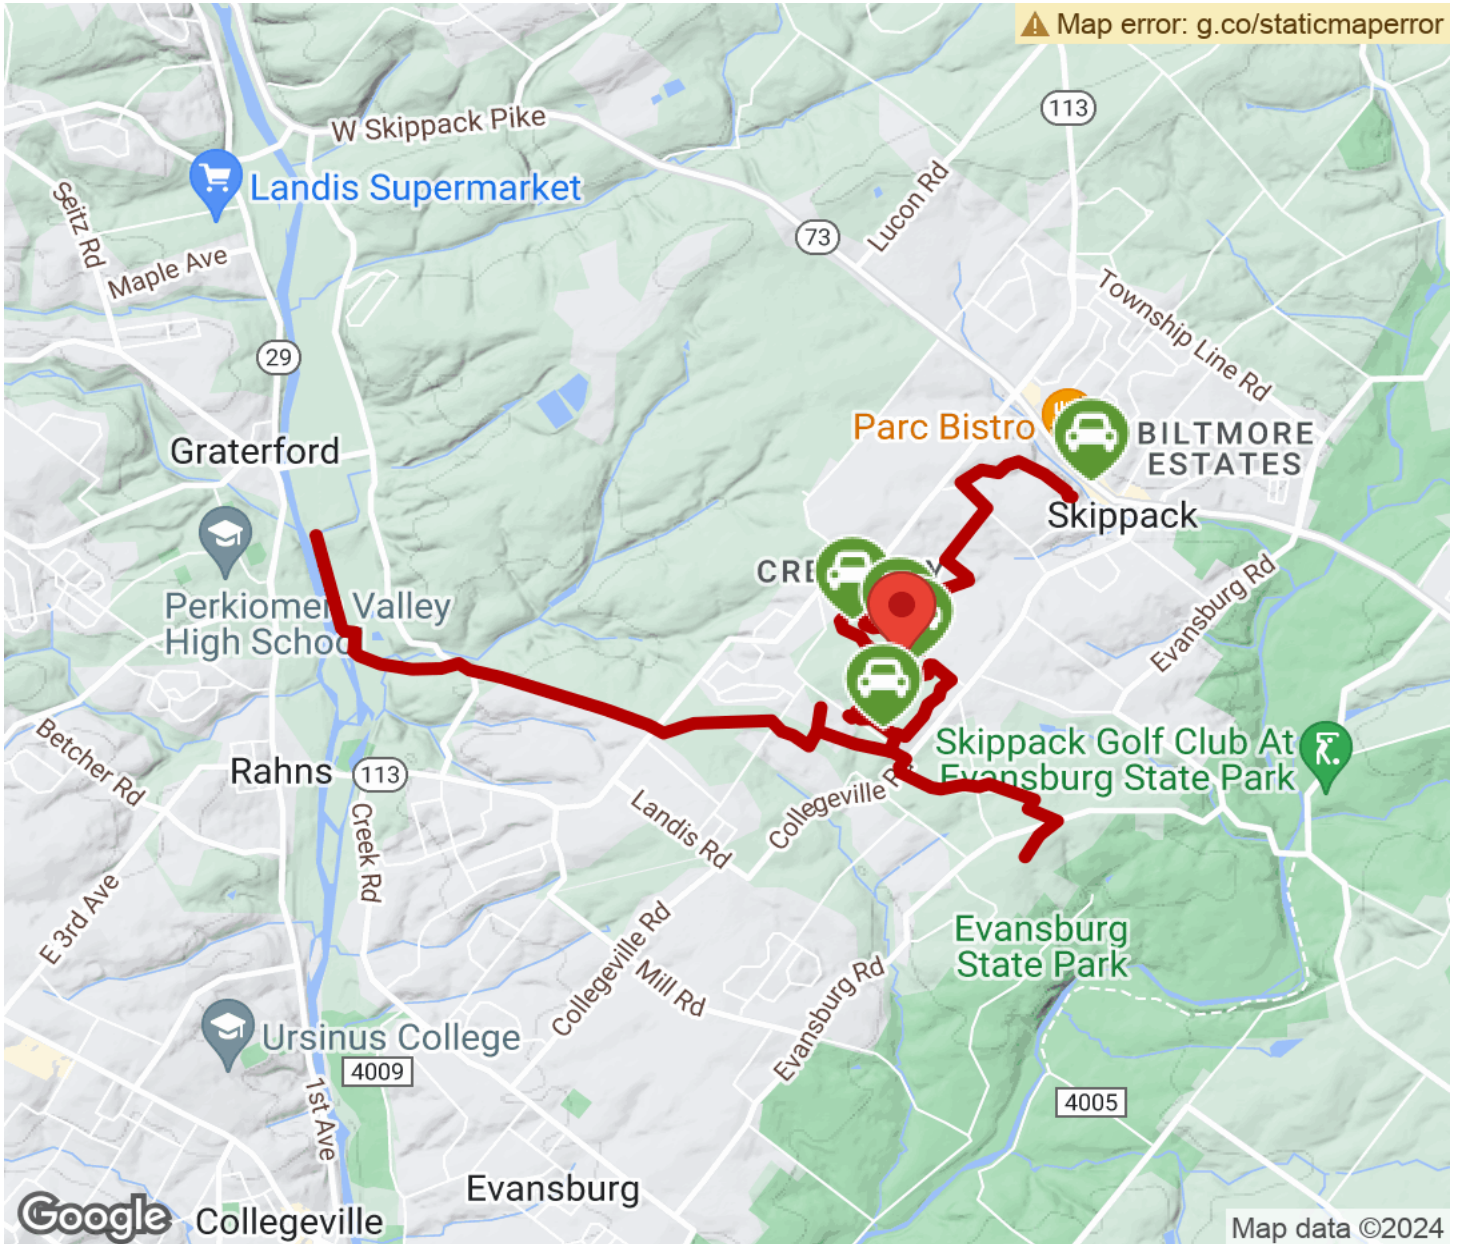 Map error: g.co/staticmaperror
113
W Skippack Pike
Landis Supermarket
Seitz Rd
Lucon Rd
73
Maple Ave
Township Line Rd
29
Parc Bistro
BILTMORE
ESTATES
Graterford
Skippack
Perkiomen Valley
High School
Evansburg Rd
Betcher Rd
Skippack Golf Club At
Evansburg State Park
Rahns
113
Landis Rd
Collegeville
Creek Rd
E 3rd Ave
Evansburg
State Park
Collegeville Rd
Mill Rd
Evansburg Rd
Ursinus College
4009
1st Ave
4005
Evansburg
Google
Collegeville
Map data ©2024